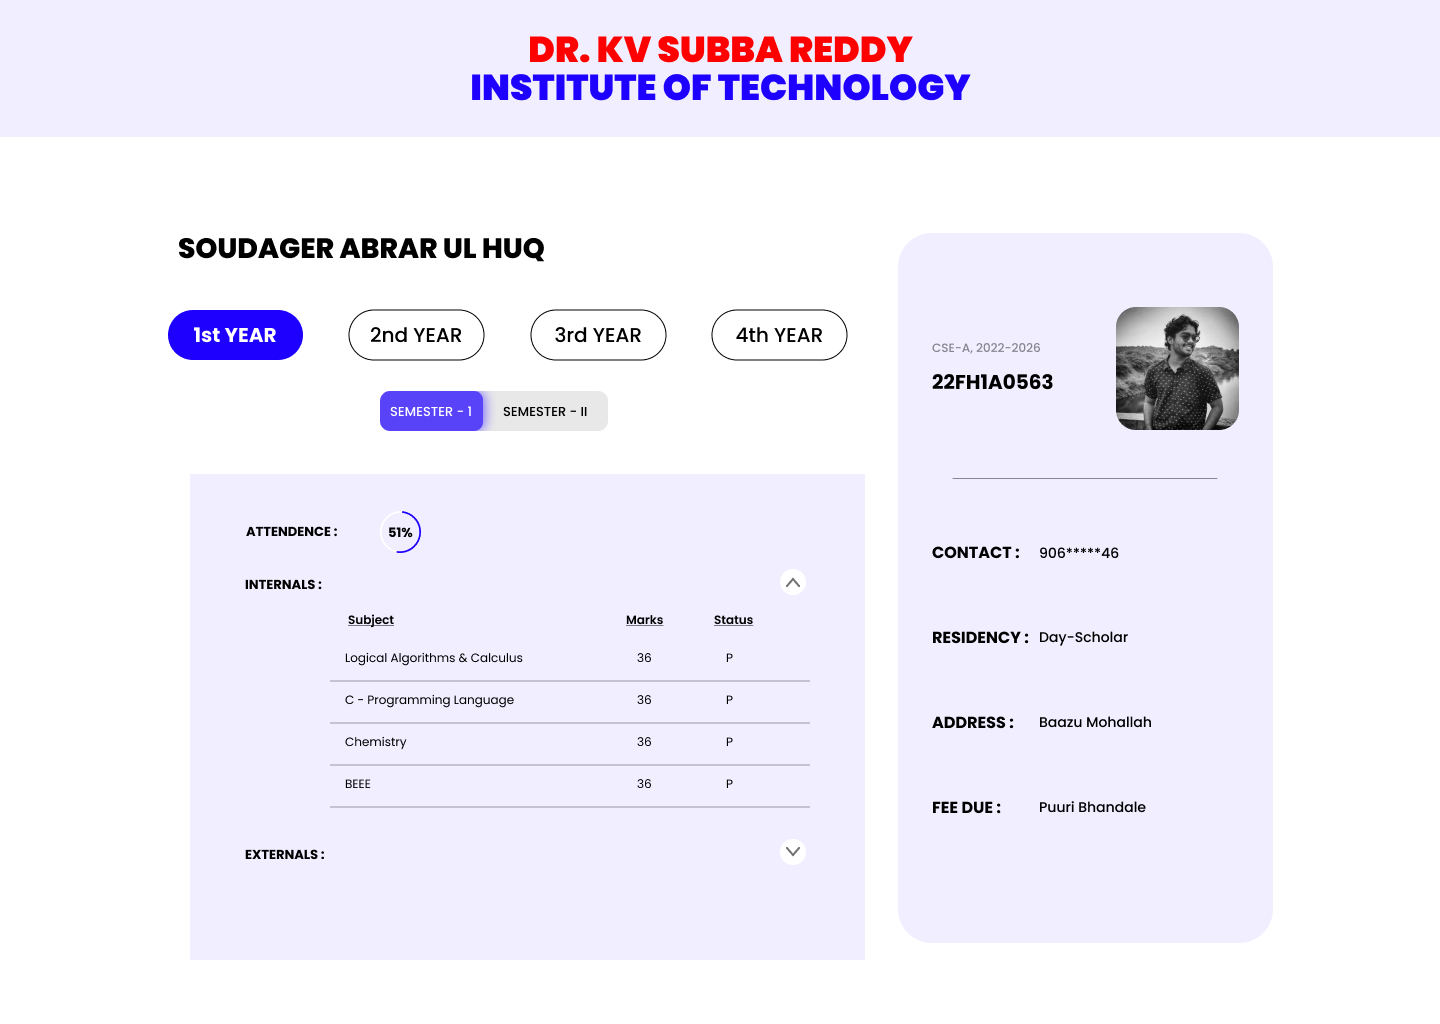 DR. KV SUBBA REDDY
INSTITUTE OF TECHNOLOGY
SOUDAGER ABRAR UL HUQ
1st YEAR 2nd YEAR 3rd YEAR 4th YEAR
SEMESTER - 1 SEMESTER - II
ATTENDENCE : 51%
INTERNALS :
Subject Marks Status
Logical Algorithms & Calculus 36 P
C - Programming Language 36 P
Chemistry 36 P
BEEE 36 P
EXTERNALS :
CSE-A, 2022-2026
22FH1A0563
CONTACT : 906*****46
RESIDENCY : Day-Scholar
ADDRESS : Baazu Mohallah
FEE DUE : Puuri Bhandale